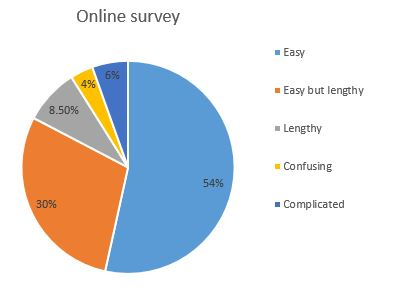 Online survey
54%
30%
8.50%
4%
6%
Easy
Easy but lengthy
Lengthy
Confusing
Complicated